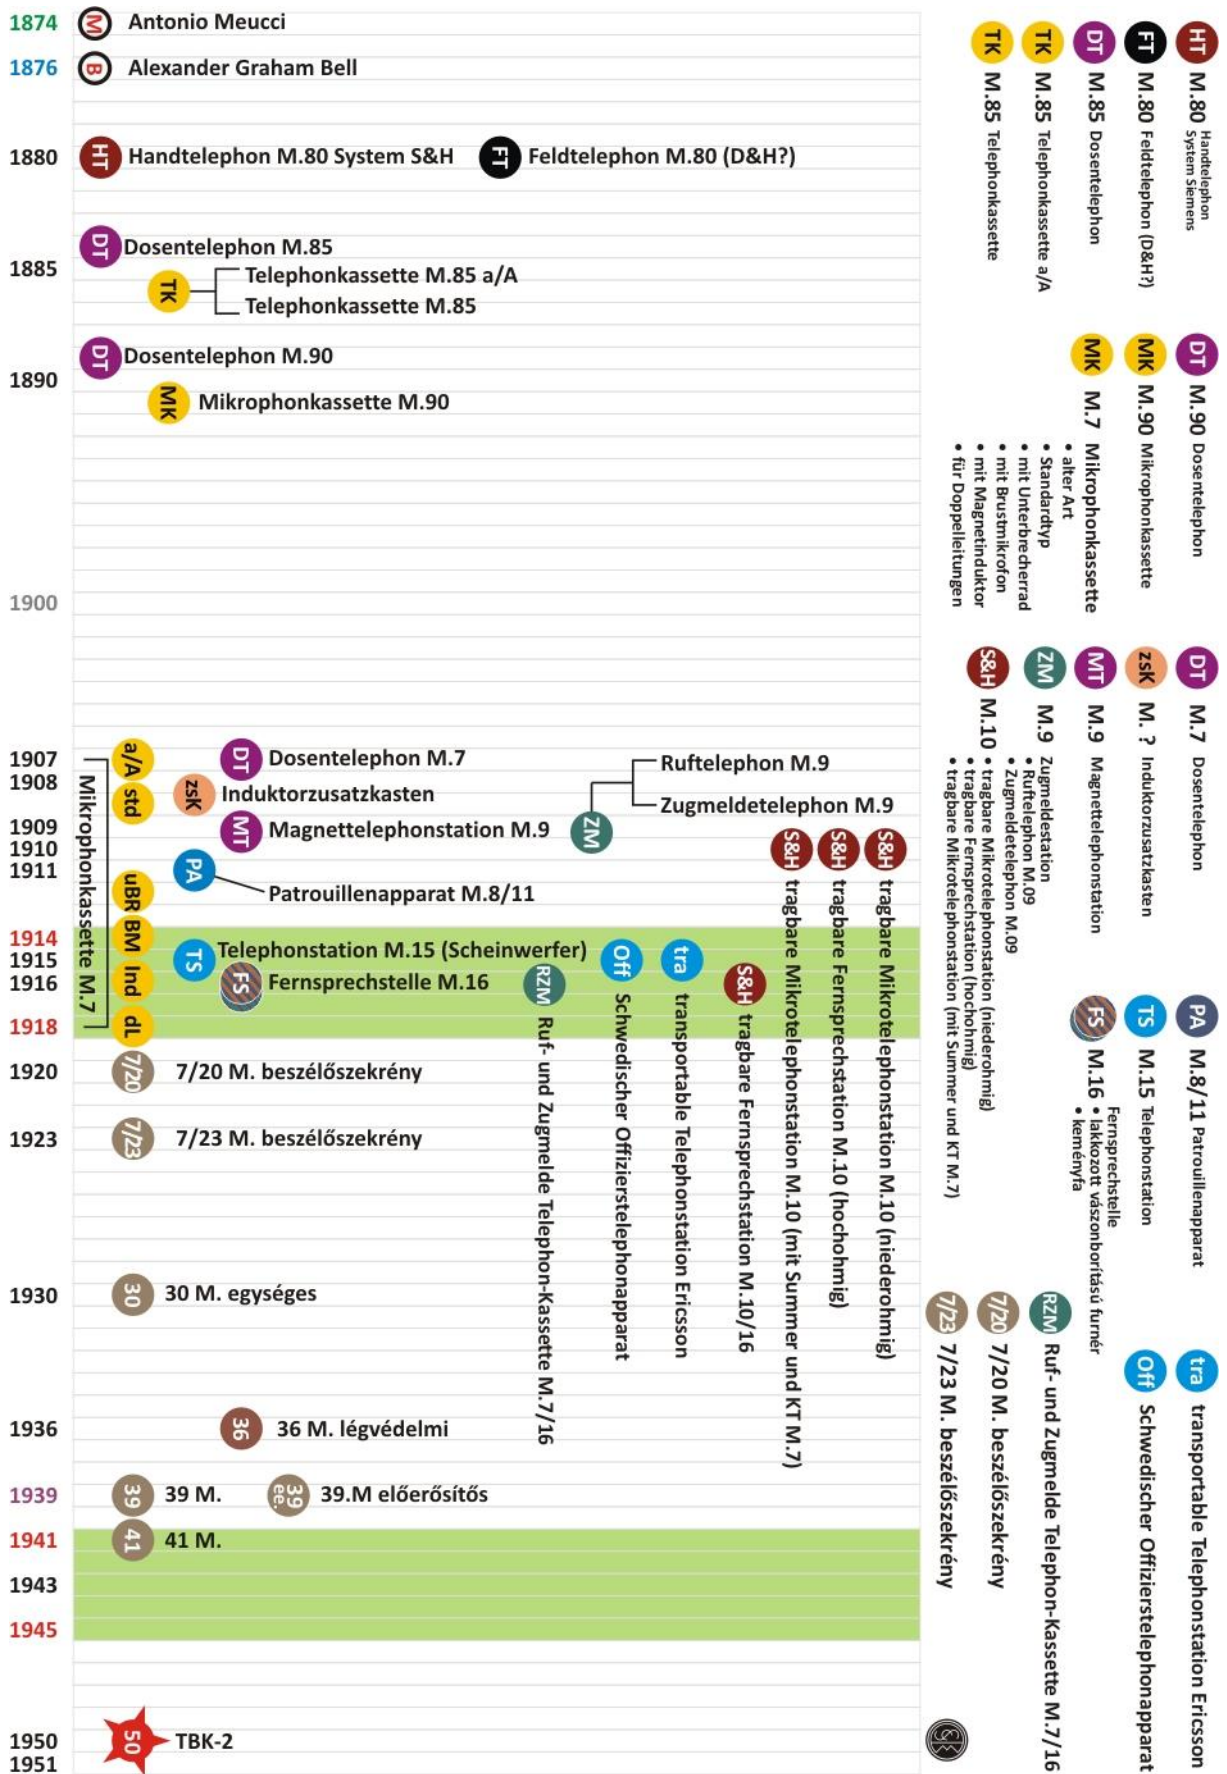 1874
M
Antonio Meucci
1876
B
Alexander Graham Bell
1880
HT
Handtelephon M.80 System S&H
FT
Feldtelephon M.80 (D&H?)
DT
Dosentelephon M.85
1885
TK
Telephonkassette M.85 a/A
Telephonkassette M.85
DT
Dosentelephon M.90
1890
MK
Mikrophonkassette M.90
1900
1907
1908
1909
1910
1911
1914
1915
1916
1918
Mikrophonkassette M.7
a/A
std
uBR
BM
Ind
dL
DT
Dosentelephon M.7
zsK
Induktorzusatzkasten
MT
Magnettelephonstation M.9
ZM
Ruftelephon M.9
Zugmeldetelephon M.9
PA
Patrouillenapparat M.8/11
TS
Telephonstation M.15 (Scheinwerfer)
FS
Fernsprechstelle M.16
RZM
Ruf- und Zugmelde Telephon-Kassette M.7/16
Off
Schwedischer Offizierstelephonapparat
tra
transportable Telephonstation Ericsson
S&H
tragbare Fernsprechstation M.10/16
S&H
tragbare Mikrotelephonstation M.10 (mit Summer und KT M.7)
S&H
tragbare Fernsprechstation M.10 (hochohmig)
S&H
tragbare Mikrotelephonstation M.10 (niederohmig)
1920
7/20
7/20 M. beszélőszekrény
1923
7/23
7/23 M. beszélőszekrény
1930
30
30 M. egységes
1936
36
36 M. légvédelmi
1939
39
39 M.
39 ee.
39.M előerősítős
1941
41
41 M.
1943
1945
1950
50
TBK-2
1951
HT M.80 Handtelephon
System Siemens
FT M.80 Feldtelephon (D&H?)
DT M.85 Dosentelephon
TK M.85 Telephonkassette a/A
TK M.85 Telephonkassette
DT M.90 Dosentelephon
MK M.90 Mikrophonkassette
MK M.7 Mikrophonkassette
• alter Art
• Standardtyp
• mit Unterbrecherrad
• mit Brustmikrofon
• mit Magnetinduktor
• für Doppelleitungen
DT M.7 Dosentelephon
zsK M. ? Induktorzusatzkasten
MT M.9 Magnettelephonstation
ZM M.9 Zugmeldestation
• Ruftelephon M.09
• Zugmeldetelephon M.09
S&H M.10
• tragbare Mikrotelephonstation (niederohmig)
• tragbare Fernsprechstation (hochohmig)
• tragbare Mikrotelephonstation (mit Summer und KT M.7)
PA M.8/11 Patrouillenapparat
TS M.15 Telephonstation
FS M.16 Fernsprechstelle
• lakkozott vászonborítású furnér
• keményfa
tra transportable Telephonstation Ericsson
Off Schwedischer Offizierstelephonapparat
RZM Ruf- und Zugmelde Telephon-Kassette M.7/16
7/20 7/20 M. beszélőszekrény
7/23 7/23 M. beszélőszekrény